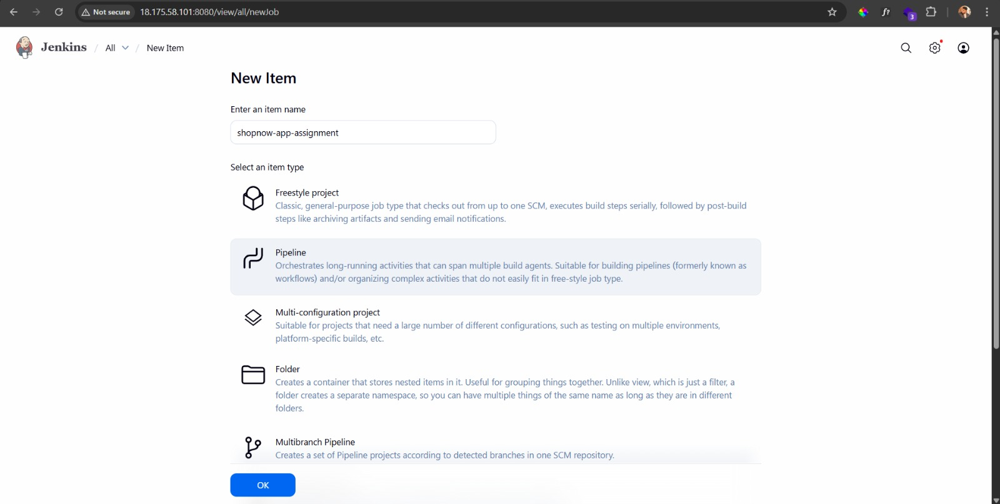 Not secure 18.175.58.101:8080/view/all/newJob
3
Jenkins / All / New Item
New Item
Enter an item name
shopnow-app-assignment
Select an item type
Freestyle project
Classic, general-purpose job type that checks out from up to one SCM, executes build steps serially, followed by post-build
steps like archiving artifacts and sending email notifications.
Pipeline
Orchestrates long-running activities that can span multiple build agents. Suitable for building pipelines (formerly known as
workflows) and/or organizing complex activities that do not easily fit in free-style job type.
Multi-configuration project
Suitable for projects that need a large number of different configurations, such as testing on multiple environments,
platform-specific builds, etc.
Folder
Creates a container that stores nested items in it. Useful for grouping things together. Unlike view, which is just a filter, a
folder creates a separate namespace, so you can have multiple things of the same name as long as they are in different
folders.
Multibranch Pipeline
Creates a set of Pipeline projects according to detected branches in one SCM repository.
OK